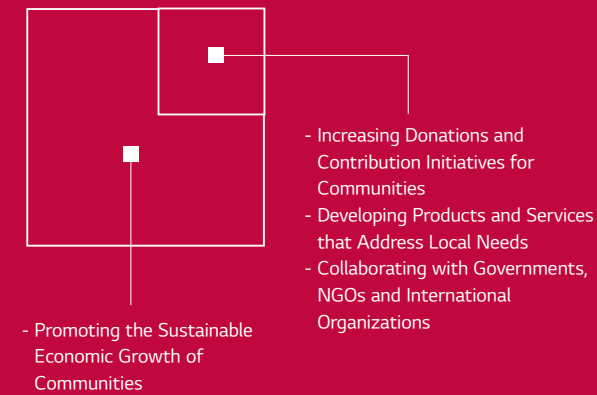 - Increasing Donations and
Contribution Initiatives for
Communities
- Developing Products and Services
that Address Local Needs
- Collaborating with Governments,
NGOs and International
Organizations
- Promoting the Sustainable
Economic Growth of
Communities